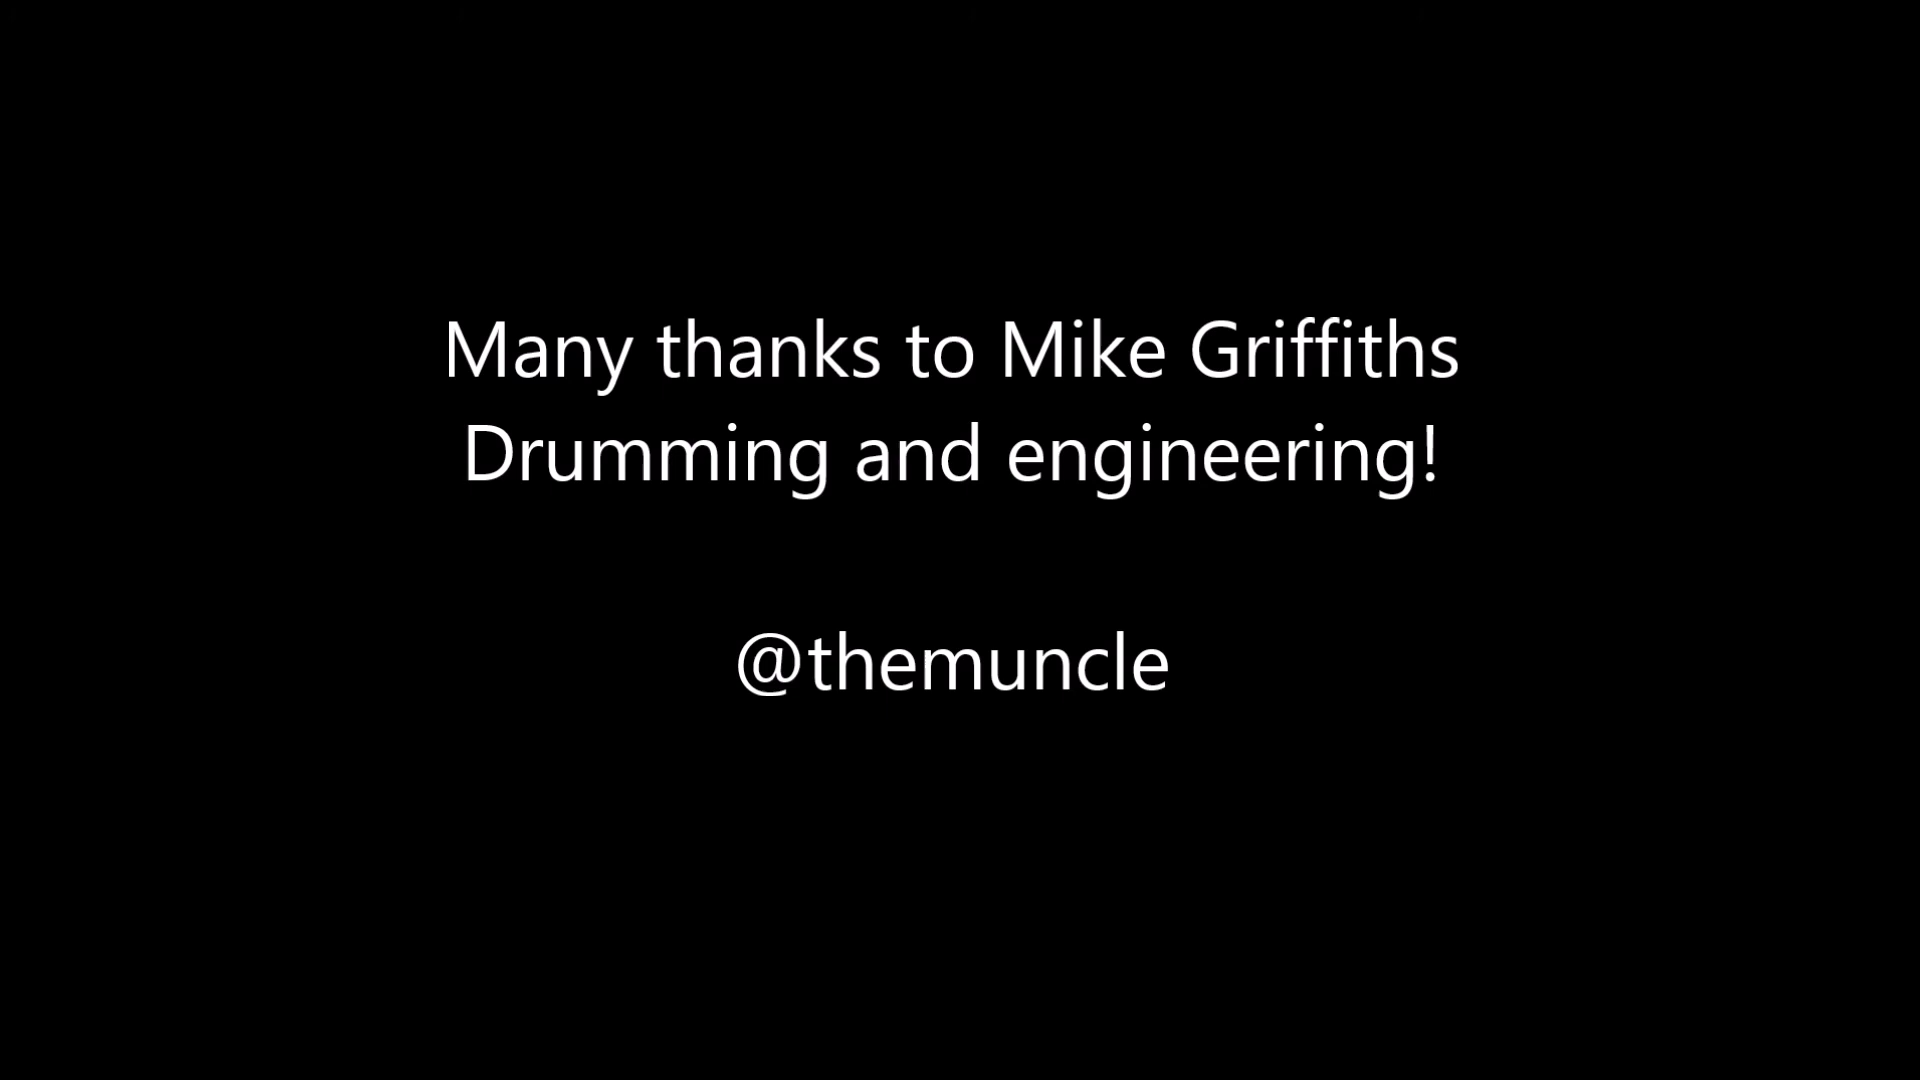 Many thanks to Mike Griffiths
Drumming and engineering!
@themuncle